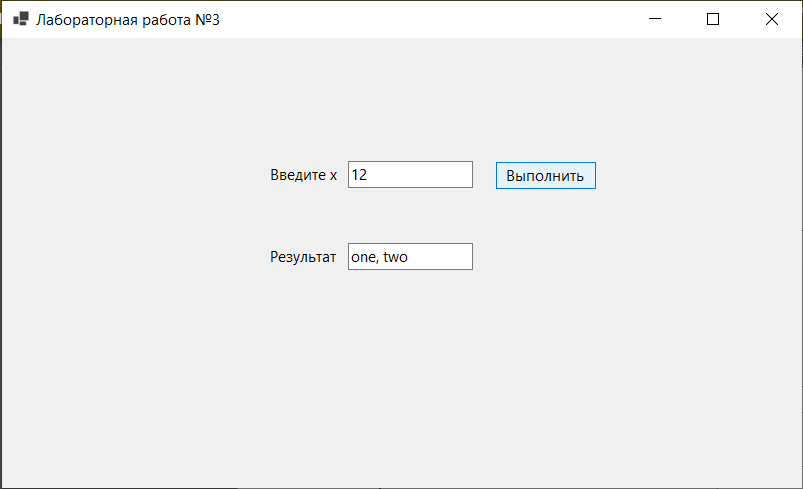 Лабораторная работа №3
Введите x 12 Выполнить
Результат one, two